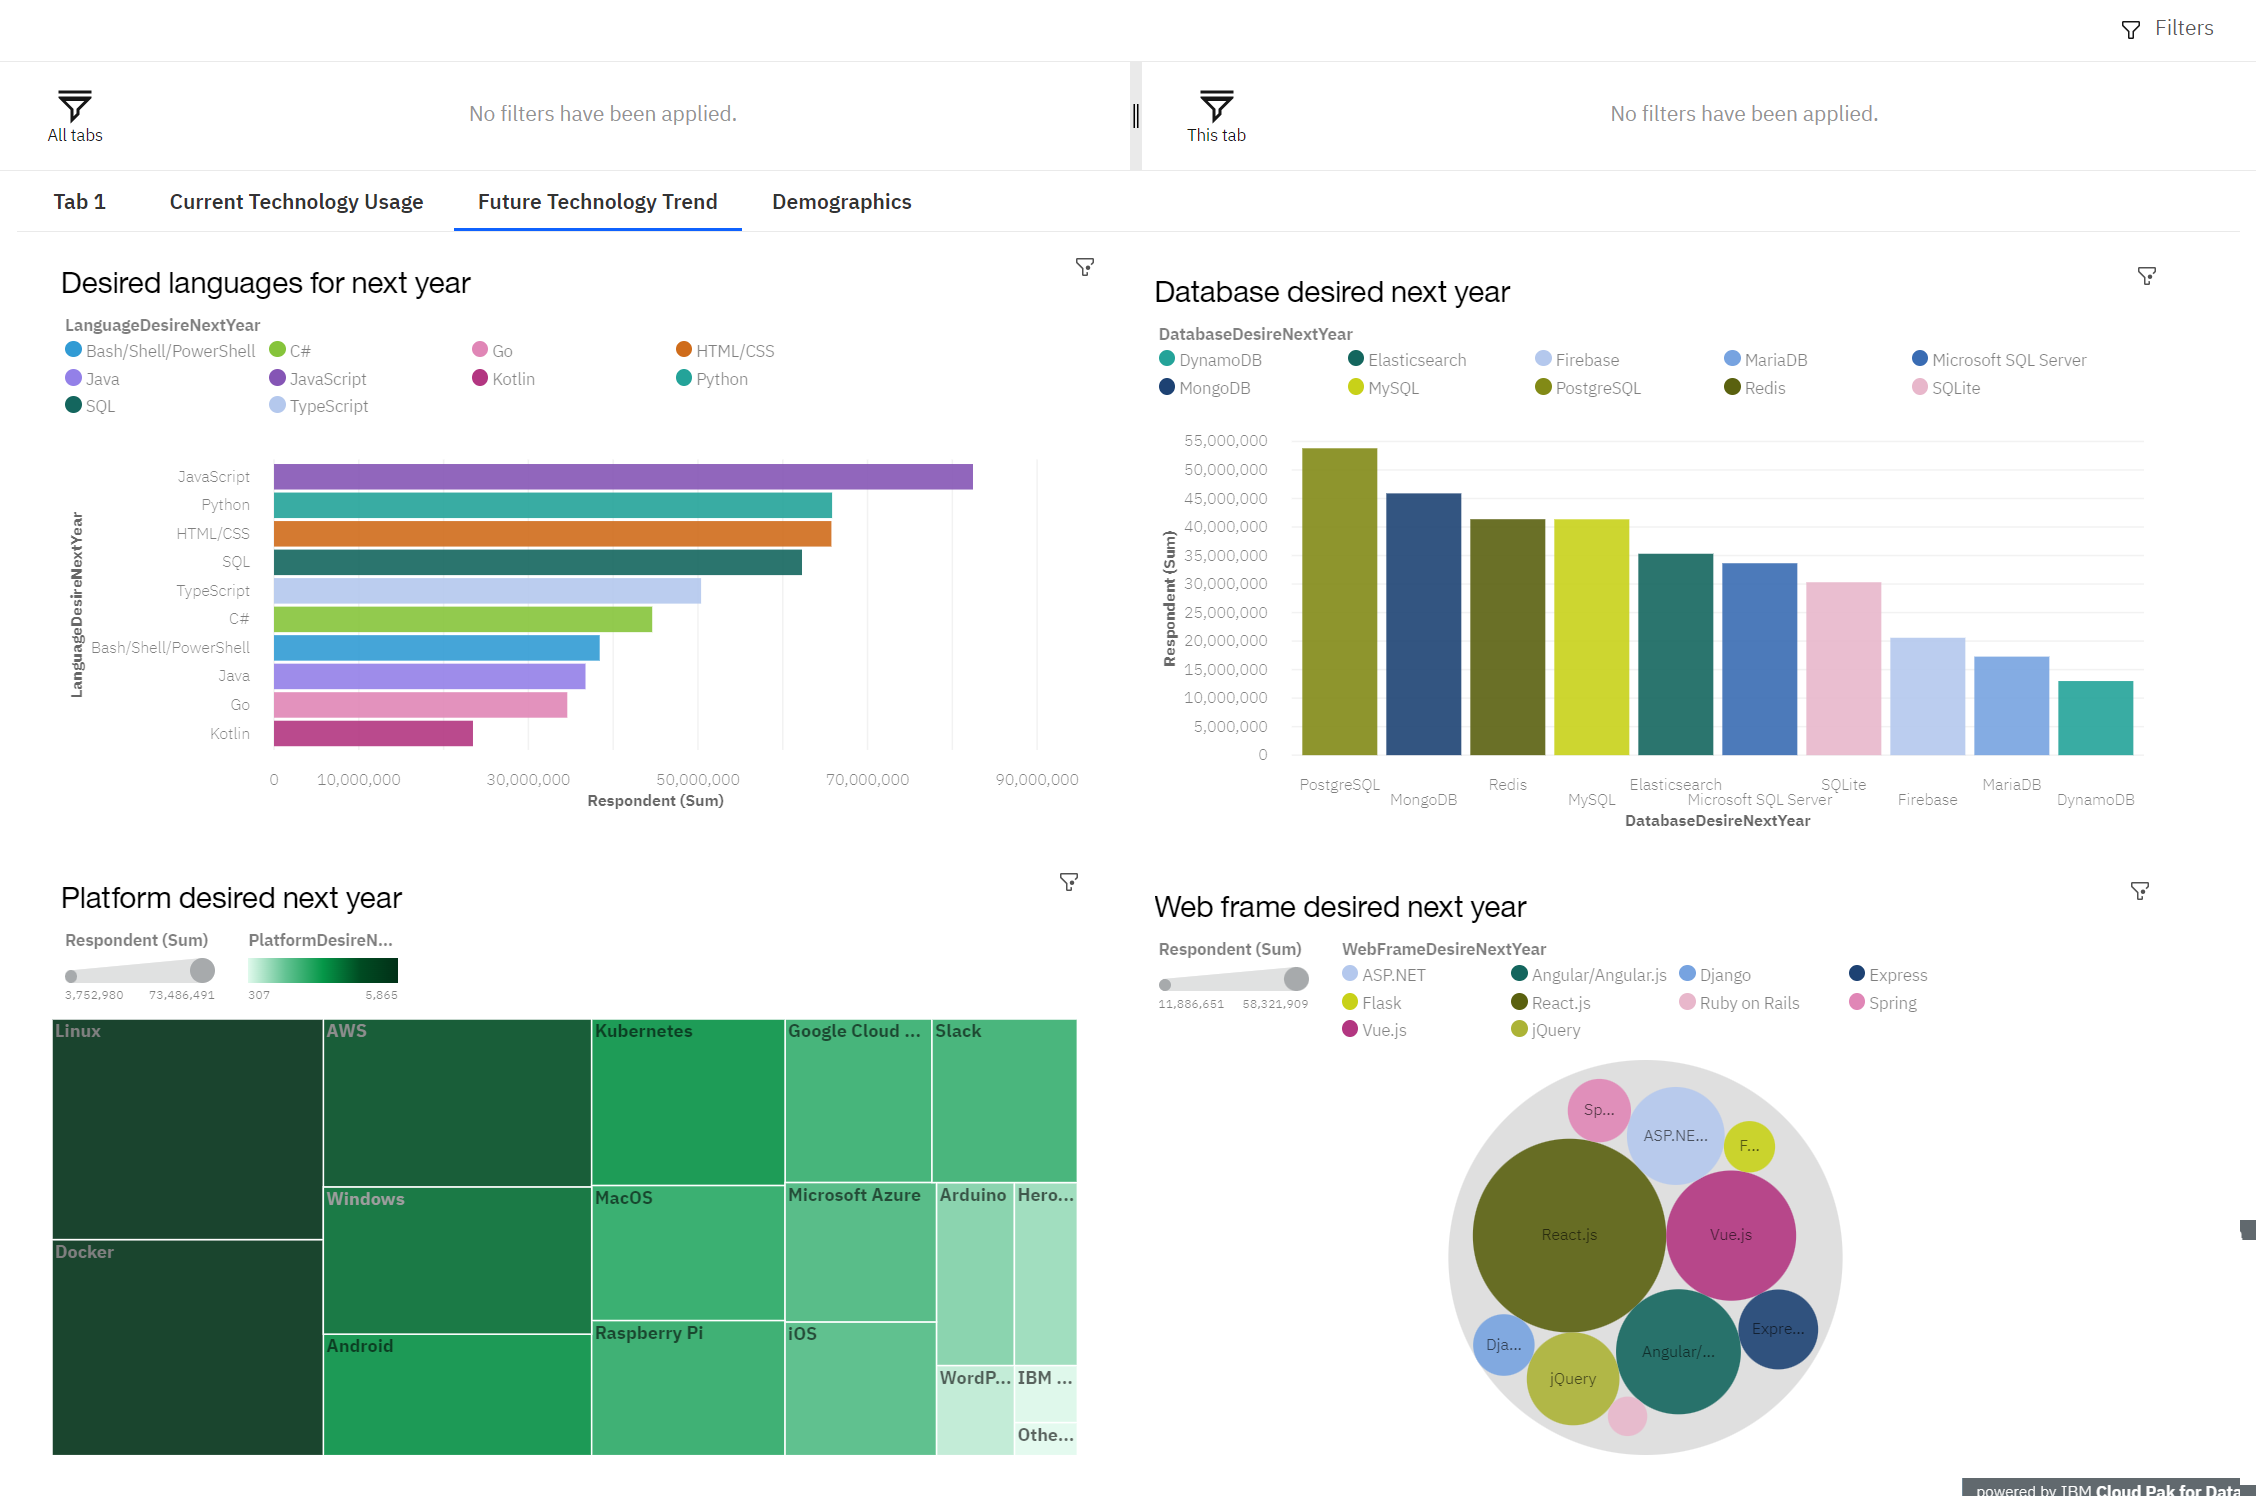 Filters
All tabs
No filters have been applied.
This tab
No filters have been applied.
Tab 1
Current Technology Usage
Future Technology Trend
Demographics
Desired languages for next year
LanguageDesireNextYear
Bash/Shell/PowerShell C# Go HTML/CSS
Java JavaScript Kotlin Python
SQL TypeScript
LanguageDesireNextYear
JavaScript
Python
HTML/CSS
SQL
TypeScript
C#
Bash/Shell/PowerShell
Java
Go
Kotlin
0 10,000,000 30,000,000 50,000,000 70,000,000 90,000,000
Respondent (Sum)
Database desired next year
DatabaseDesireNextYear
DynamoDB Elasticsearch Firebase MariaDB Microsoft SQL Server
MongoDB MySQL PostgreSQL Redis SQLite
Respondent (Sum)
55,000,000
50,000,000
45,000,000
40,000,000
35,000,000
30,000,000
25,000,000
20,000,000
15,000,000
10,000,000
5,000,000
0
PostgreSQL Redis Elasticsearch SQLite MariaDB
MongoDB MySQL Microsoft SQL Server Firebase DynamoDB
DatabaseDesireNextYear
Platform desired next year
Respondent (Sum) PlatformDesireN...
3,752,980 73,486,491 307 5,865
Linux AWS Kubernetes Google Cloud ... Slack
Windows MacOS Microsoft Azure Arduino Hero...
Docker
Android Raspberry Pi iOS
WordP... IBM ...
Othe...
Web frame desired next year
Respondent (Sum) WebFrameDesireNextYear
11,886,651 58,321,909
ASP.NET Angular/Angular.js Django Express
Flask React.js Ruby on Rails Spring
Vue.js jQuery
Sp...
ASP.NE...
F...
React.js
Vue.js
Expre...
Dja...
Angular/...
jQuery
powered by IBM Cloud Pak for Data